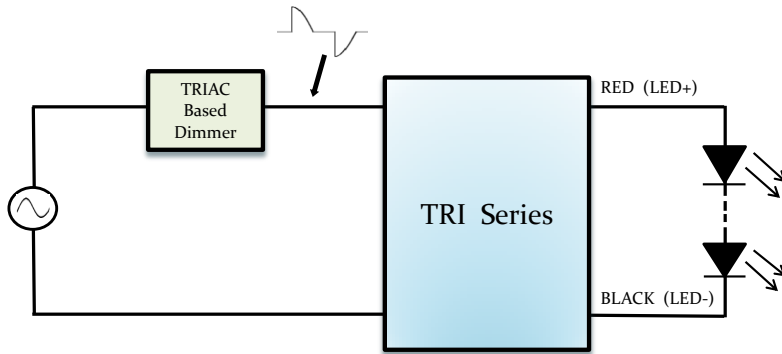 TRIAC
Based
Dimmer
RED (LED+)
TRI Series
BLACK (LED-)